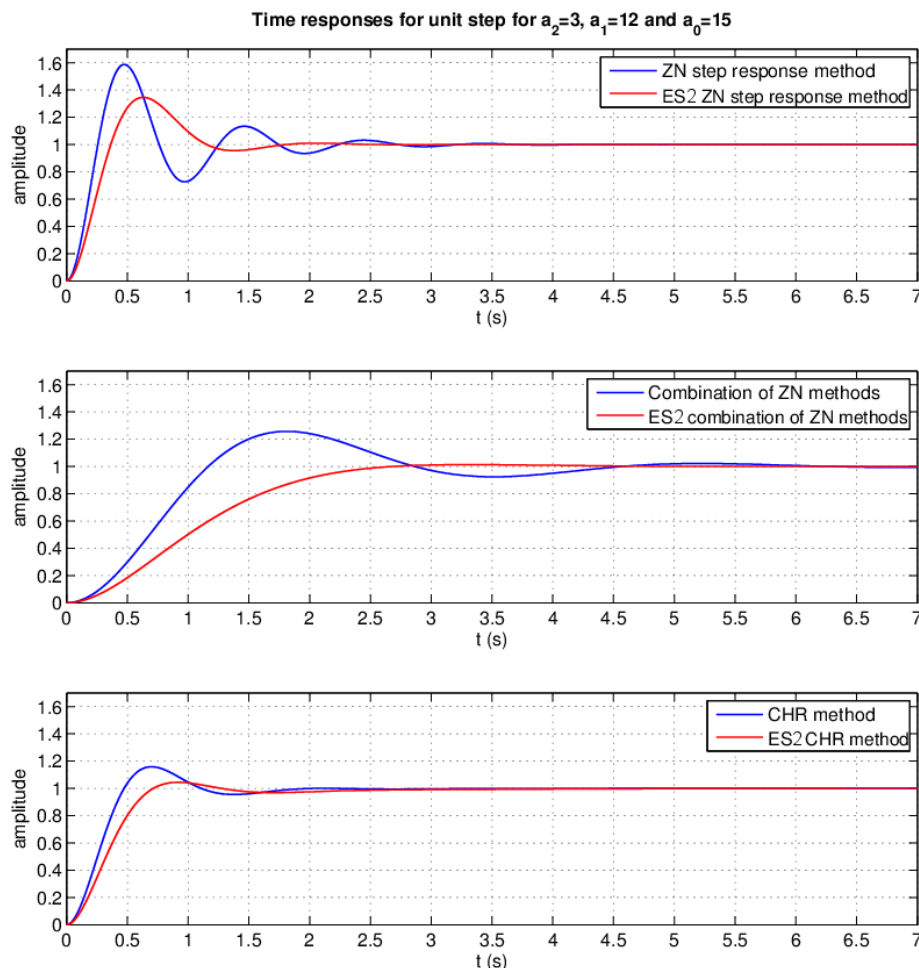 Time responses for unit step for a₂=3, a₁=12 and a₀=15
1.6
1.4
1.2
1
0.8
0.6
0.4
0.2
0
amplitude
ZN step response method
ES2 ZN step response method
0 0.5 1 1.5 2 2.5 3 3.5 4 4.5 5 5.5 6 6.5 7
t (s)
1.6
1.4
1.2
1
0.8
0.6
0.4
0.2
0
amplitude
Combination of ZN methods
ES2 combination of ZN methods
0 0.5 1 1.5 2 2.5 3 3.5 4 4.5 5 5.5 6 6.5 7
t (s)
1.6
1.4
1.2
1
0.8
0.6
0.4
0.2
0
amplitude
CHR method
ES2 CHR method
0 0.5 1 1.5 2 2.5 3 3.5 4 4.5 5 5.5 6 6.5 7
t (s)